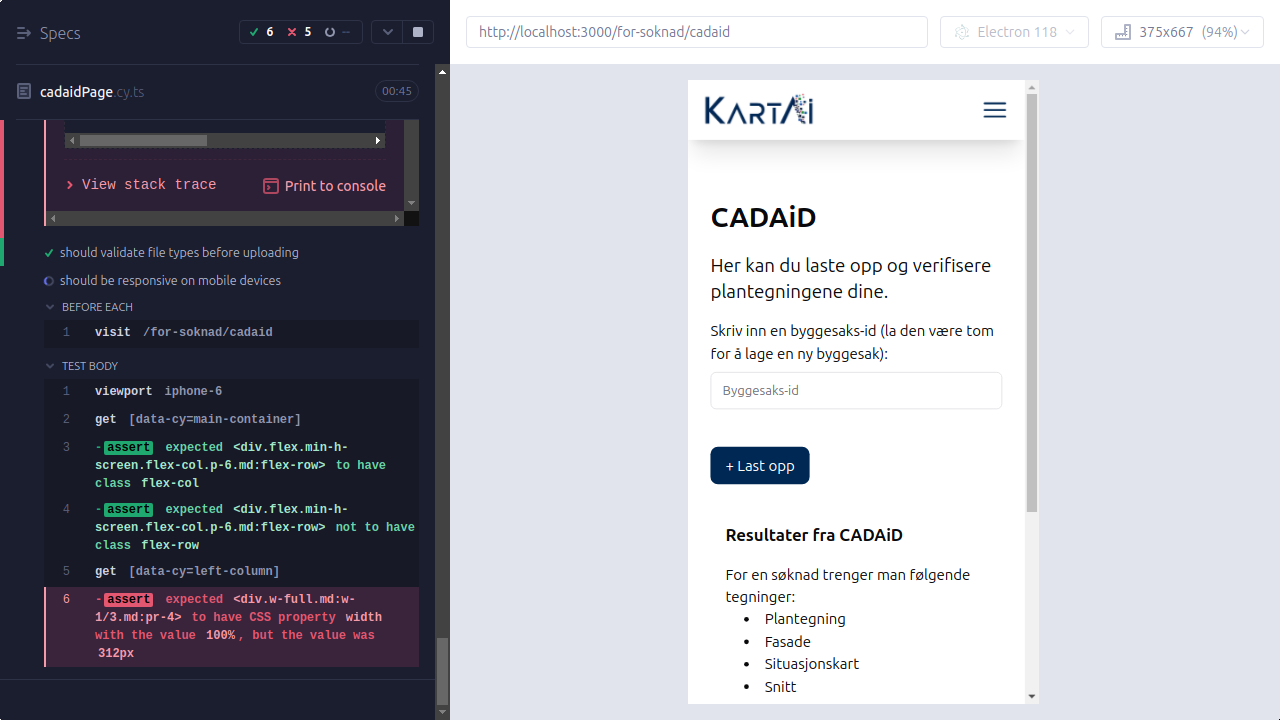 Specs
6 5 --
http://localhost:3000/for-soknad/cadaid
Electron 118
375x667 (94%)
cadaidPage.cy.ts
00:45
View stack trace
Print to console
should validate file types before uploading
should be responsive on mobile devices
BEFORE EACH
1 visit /for-soknad/cadaid
TEST BODY
1 viewport iphone-6
2 get [data-cy=main-container]
3 -assert expected <div.flex.min-h-
screen.flex-col.p-6.md:flex-row> to have
class flex-col
4 -assert expected <div.flex.min-h-
screen.flex-col.p-6.md:flex-row> not to have
class flex-row
5 get [data-cy=left-column]
6 -assert expected <div.w-full.md:w-
1/3.md:pr-4> to have CSS property width
with the value 100%, but the value was
312px
KARTAI
CADAiD
Her kan du laste opp og verifisere
plantegningene dine.
Skriv inn en byggesaks-id (la den være tom
for å lage en ny byggesak):
Byggesaks-id
+ Last opp
Resultater fra CADAiD
For en søknad trenger man følgende
tegninger:
• Plantegning
• Fasade
• Situasjonskart
• Snitt